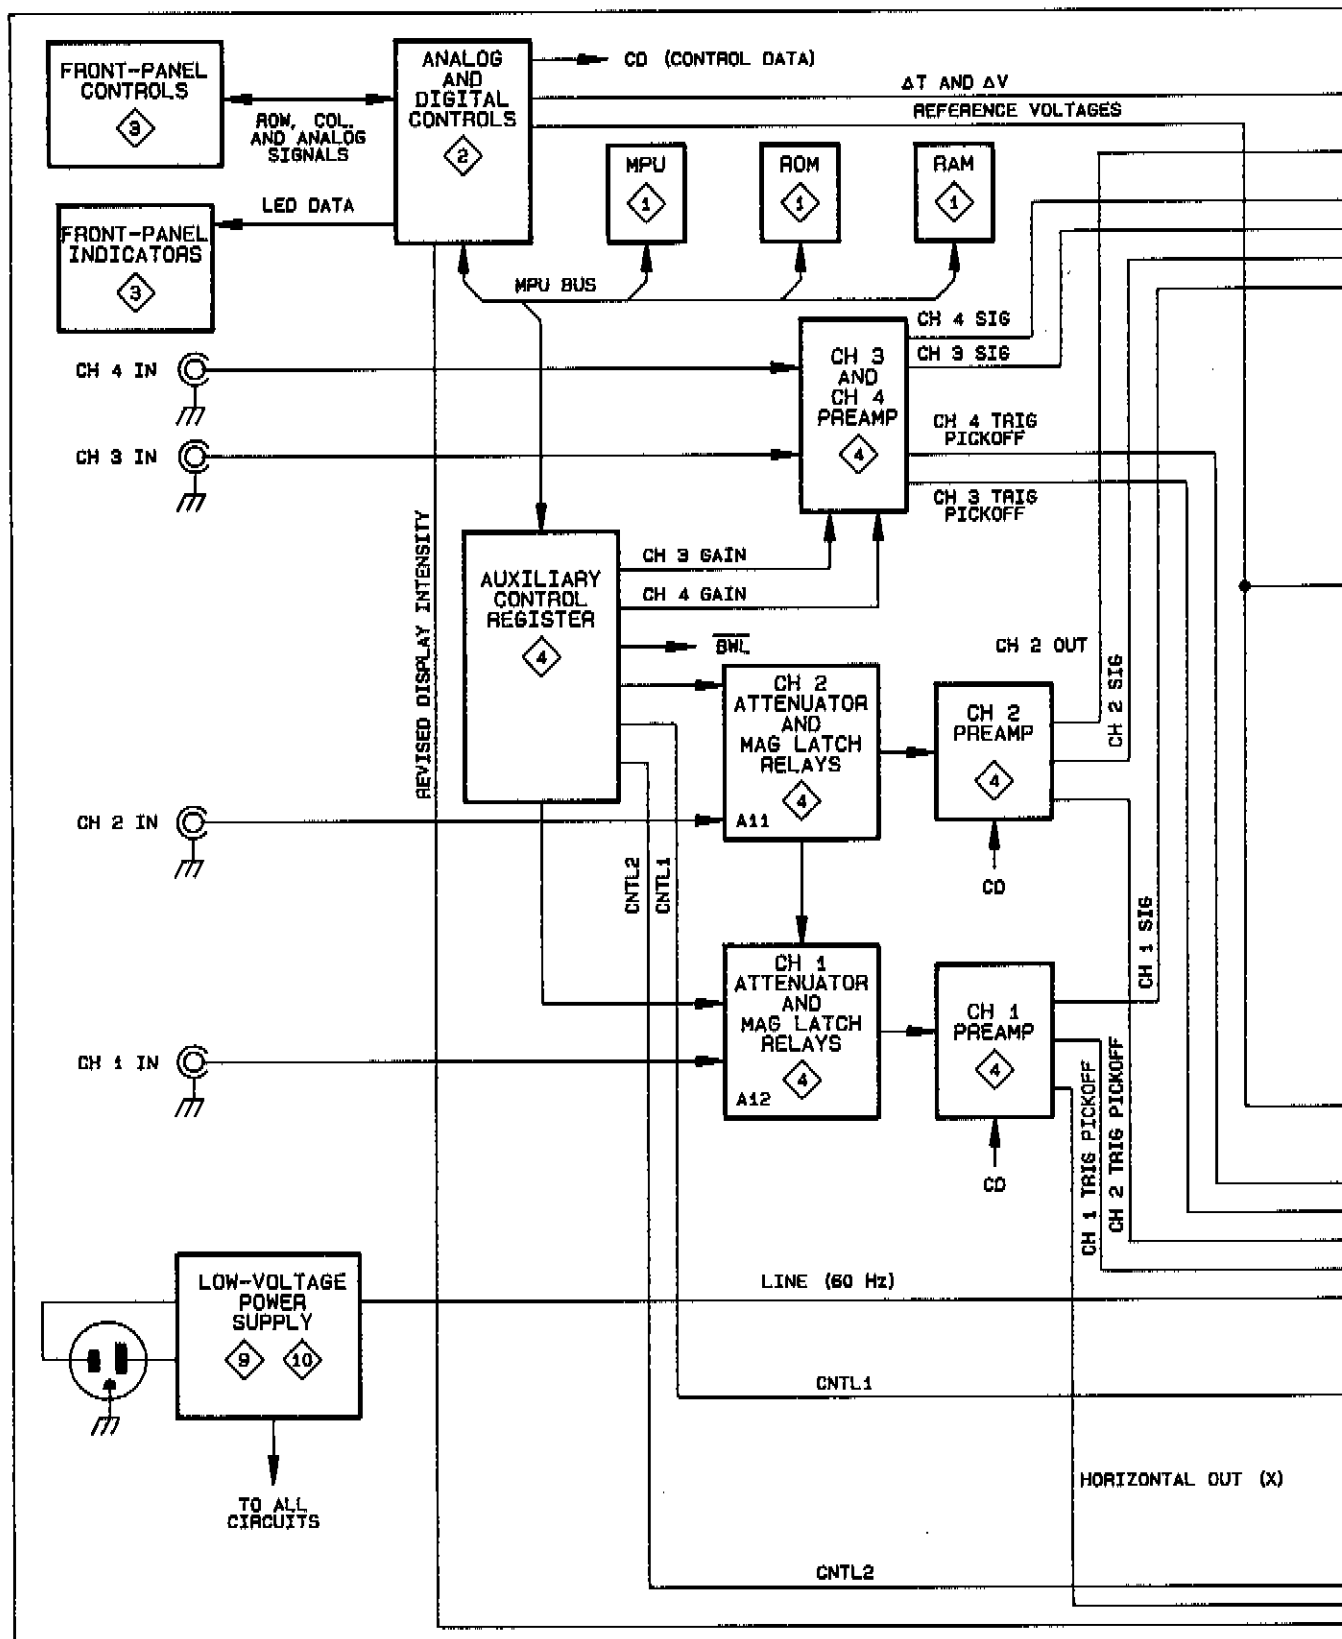 FRONT-PANEL
CONTROLS
3
ROW, COL.
AND ANALOG
SIGNALS
ANALOG
AND
DIGITAL
CONTROLS
2
CD (CONTROL DATA)
ΔT AND ΔV
REFERENCE VOLTAGES
MPU
1
ROM
1
RAM
1
LED DATA
FRONT-PANEL
INDICATORS
3
MPU BUS
CH 4 IN
CH 3 IN
CH 3
AND
CH 4
PREAMP
4
CH 4 SIG
CH 3 SIG
CH 4 TRIG
PICKOFF
CH 3 TRIG
PICKOFF
REVISED DISPLAY INTENSITY
AUXILIARY
CONTROL
REGISTER
4
CH 3 GAIN
CH 4 GAIN
BWL
CH 2
ATTENUATOR
AND
MAG LATCH
RELAYS
4
A11
CH 2
PREAMP
4
CH 2 OUT
CH 2 SIG
CD
CH 2 IN
CNTL2
CNTL1
CH 1
ATTENUATOR
AND
MAG LATCH
RELAYS
4
A12
CH 1
PREAMP
4
CH 1 SIG
CD
CH 1 IN
CH 1 TRIG PICKOFF
CH 2 TRIG PICKOFF
LOW-VOLTAGE
POWER
SUPPLY
9 10
LINE (60 Hz)
CNTL1
TO ALL
CIRCUITS
HORIZONTAL OUT (X)
CNTL2